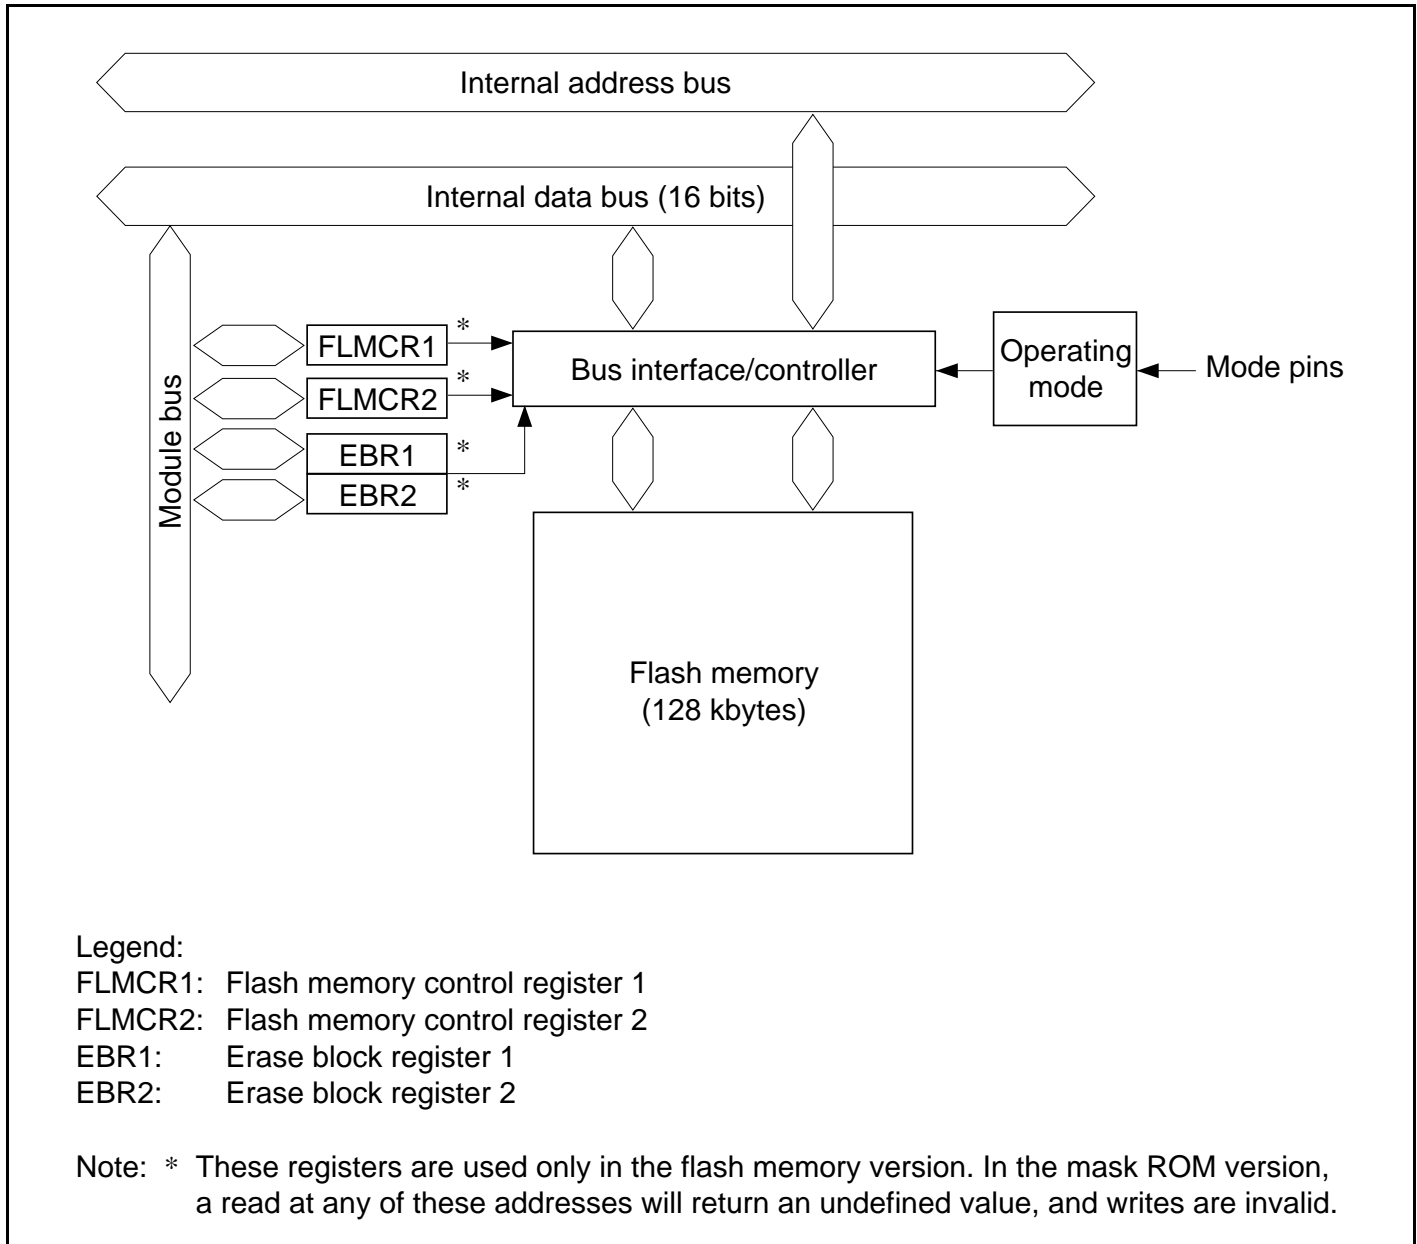 Internal address bus
Internal data bus (16 bits)
Module bus
FLMCR1 *
FLMCR2 *
EBR1 *
EBR2 *
Bus interface/controller
Operating
mode
Mode pins
Flash memory
(128 kbytes)
Legend:
FLMCR1: Flash memory control register 1
FLMCR2: Flash memory control register 2
EBR1: Erase block register 1
EBR2: Erase block register 2
Note: * These registers are used only in the flash memory version. In the mask ROM version,
a read at any of these addresses will return an undefined value, and writes are invalid.